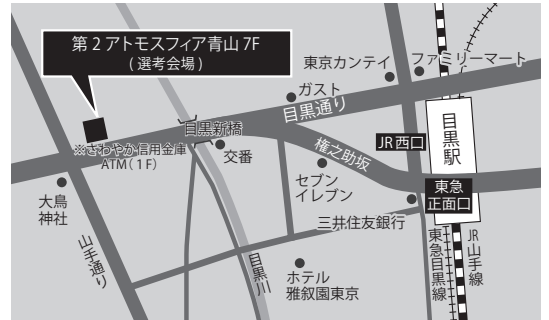 第2アトモスフィア青山 7F
(選考会場)
東京カンテイ
ファミリーマート
ガスト
目黒通り
目黒新橋
※さわやか信用金庫
ATM(1F)
交番
権之助坂
JR西口
目黒駅
セブン
イレブン
東急
正面口
大鳥
神社
三井住友銀行
山手通り
目黒川
ホテル
雅叙園東京
東急目黒線
JR山手線